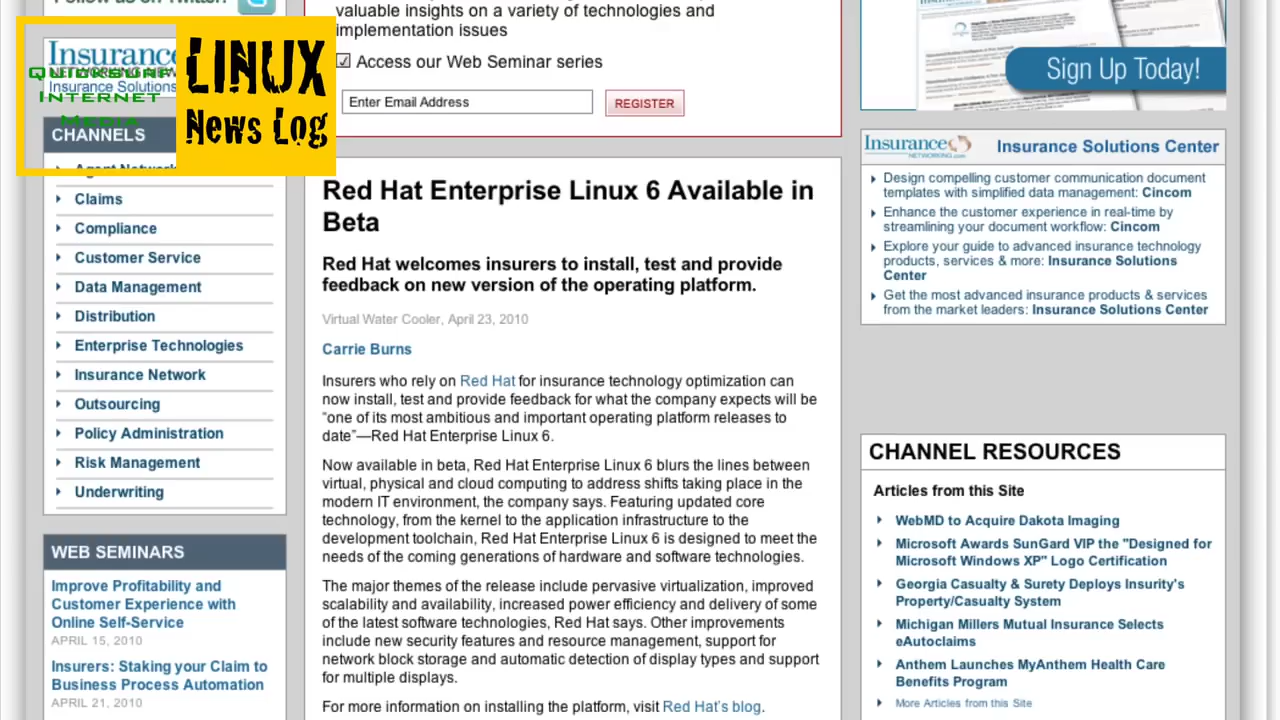 Follow us on Twitter!
Insurance
NETWORKING NEWS
Insurance Solutions
Quicksurf
Internet
Media
LINUX
News Log
CHANNELS
Agent Network
Claims
Compliance
Customer Service
Data Management
Distribution
Enterprise Technologies
Insurance Network
Outsourcing
Policy Administration
Risk Management
Underwriting
WEB SEMINARS
Improve Profitability and
Customer Experience with
Online Self-Service
APRIL 15, 2010
Insurers: Staking your Claim to
Business Process Automation
APRIL 21, 2010
valuable insights on a variety of technologies and
implementation issues
Access our Web Seminar series
Enter Email Address
REGISTER
Red Hat Enterprise Linux 6 Available in
Beta
Red Hat welcomes insurers to install, test and provide
feedback on new version of the operating platform.
Virtual Water Cooler, April 23, 2010
Carrie Burns
Insurers who rely on Red Hat for insurance technology optimization can
now install, test and provide feedback for what the company expects will be
“one of its most ambitious and important operating platform releases to
date”—Red Hat Enterprise Linux 6.
Now available in beta, Red Hat Enterprise Linux 6 blurs the lines between
virtual, physical and cloud computing to address shifts taking place in the
modern IT environment, the company says. Featuring updated core
technology, from the kernel to the application infrastructure to the
development toolchain, Red Hat Enterprise Linux 6 is designed to meet the
needs of the coming generations of hardware and software technologies.
The major themes of the release include pervasive virtualization, improved
scalability and availability, increased power efficiency and delivery of some
of the latest software technologies, Red Hat says. Other improvements
include new security features and resource management, support for
network block storage and automatic detection of display types and support
for multiple displays.
For more information on installing the platform, visit Red Hat’s blog.
Sign Up Today!
Insurance
NETWORKING.com
Insurance Solutions Center
Design compelling customer communication document
templates with simplified data management: Cincom
Enhance the customer experience in real-time by
streamlining your document workflow: Cincom
Explore your guide to advanced insurance technology
products, services & more: Insurance Solutions
Center
Get the most advanced insurance products & services
from the market leaders: Insurance Solutions Center
CHANNEL RESOURCES
Articles from this Site
WebMD to Acquire Dakota Imaging
Microsoft Awards SunGard VIP the "Designed for
Microsoft Windows XP" Logo Certification
Georgia Casualty & Surety Deploys Insurity's
Property/Casualty System
Michigan Millers Mutual Insurance Selects
eAutoclaims
Anthem Launches MyAnthem Health Care
Benefits Program
More Articles from this Site